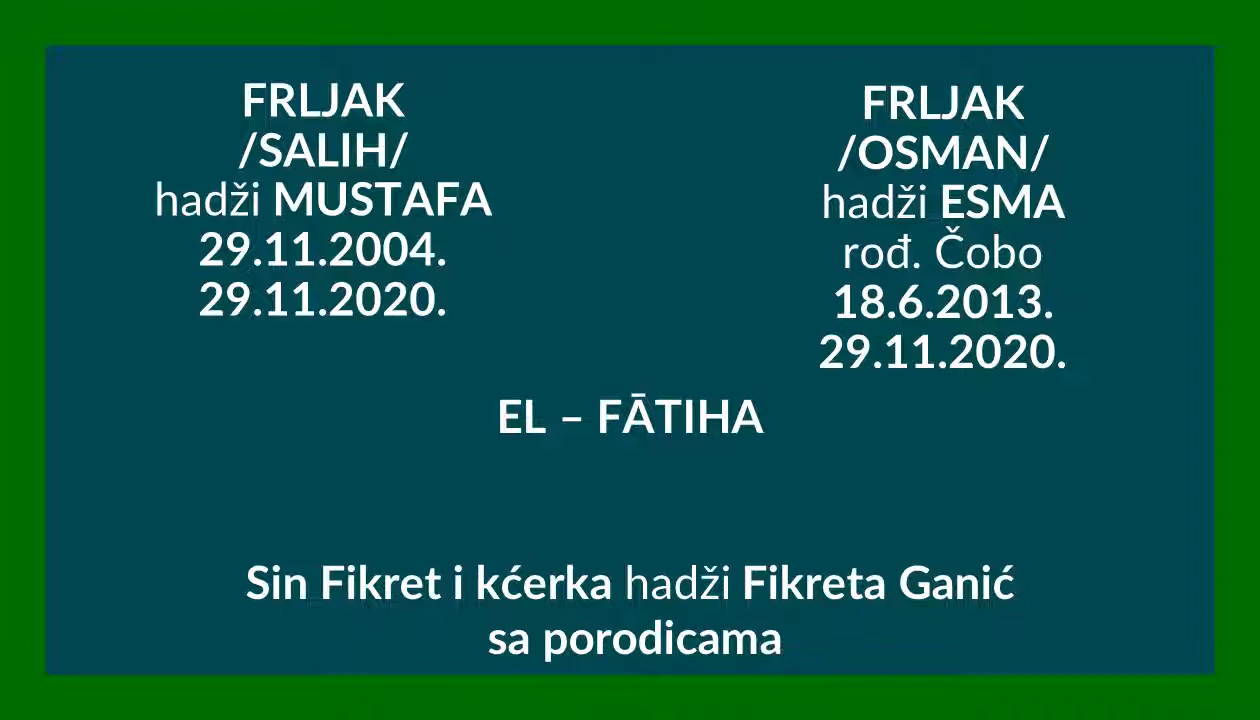 FRLJAK
/SALIH/
hadži MUSTAFA
29.11.2004.
29.11.2020.
FRLJAK
/OSMAN/
hadži ESMA
rođ. Čobo
18.6.2013.
29.11.2020.
EL – FĀTIHA
Sin Fikret i kćerka hadži Fikreta Ganić
sa porodicama